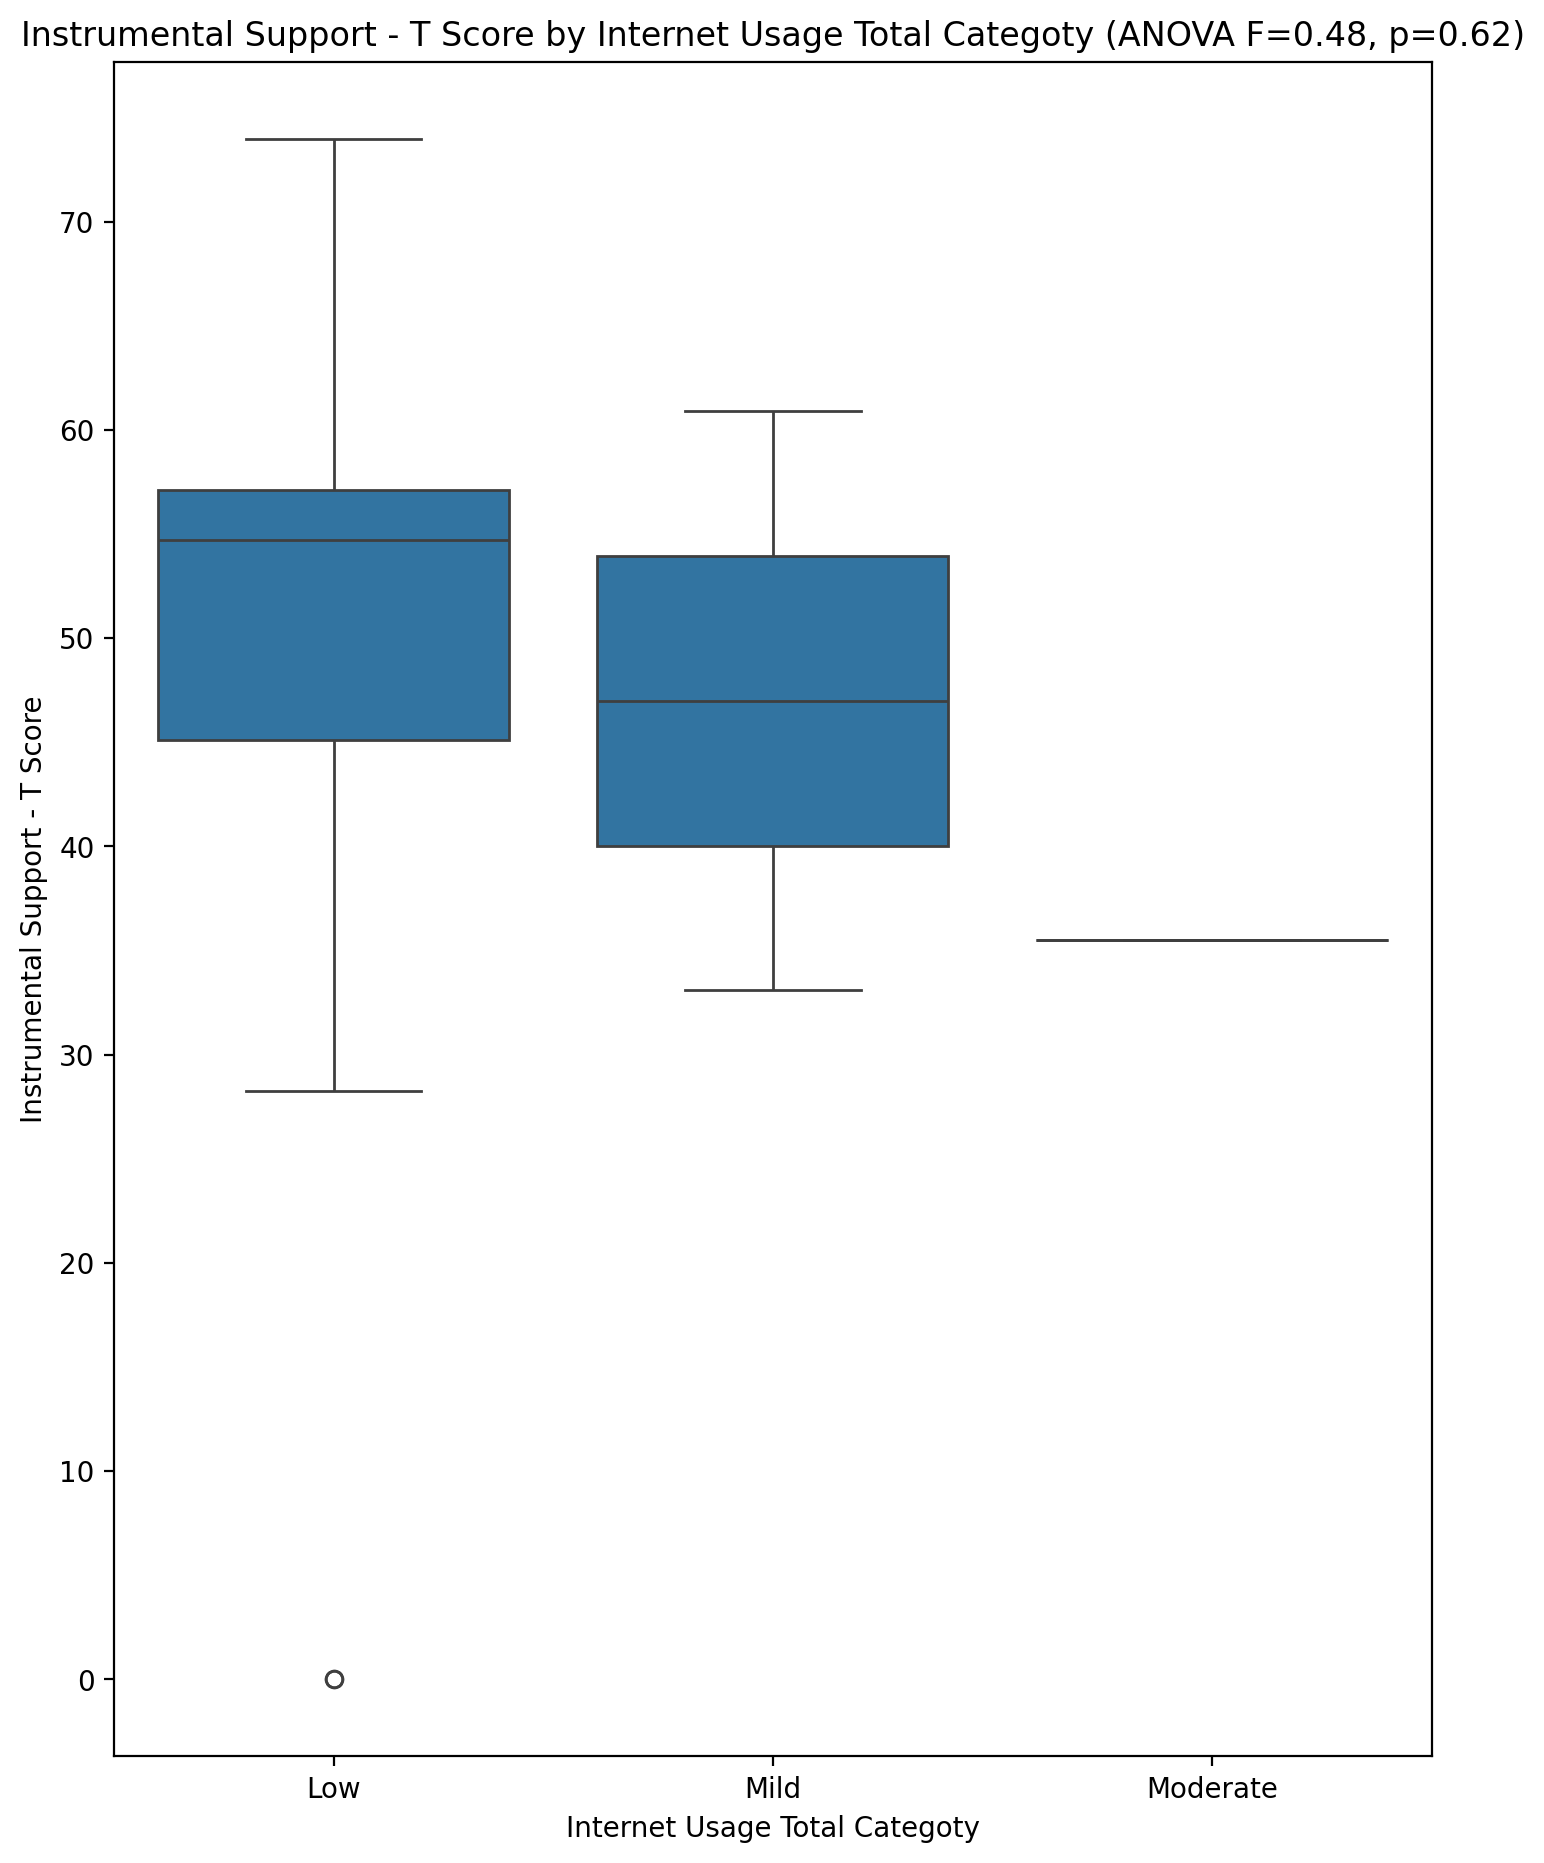 Instrumental Support - T Score by Internet Usage Total Categoty (ANOVA F=0.48, p=0.62)
Instrumental Support - T Score
70
60
50
40
30
20
10
0
Low
Mild
Moderate
Internet Usage Total Categoty